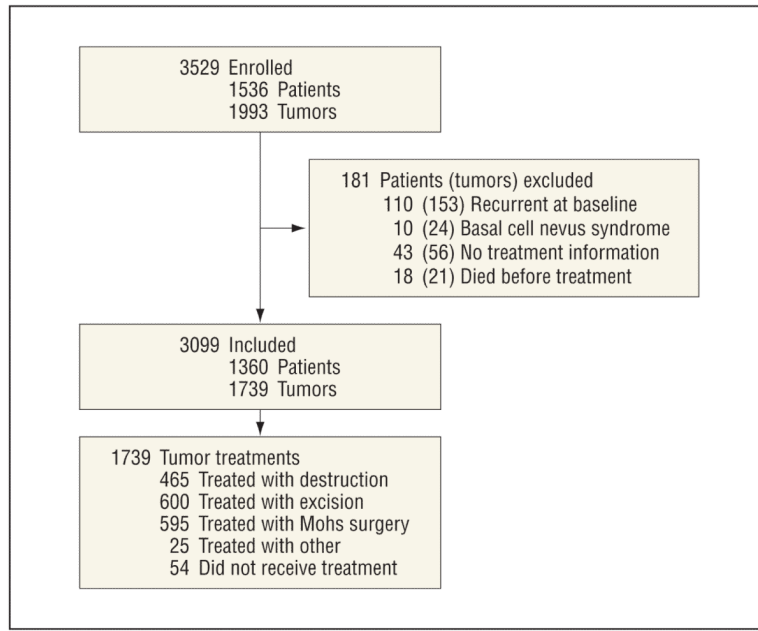 3529 Enrolled
1536 Patients
1993 Tumors
181 Patients (tumors) excluded
110 (153) Recurrent at baseline
10 (24) Basal cell nevus syndrome
43 (56) No treatment information
18 (21) Died before treatment
3099 Included
1360 Patients
1739 Tumors
1739 Tumor treatments
465 Treated with destruction
600 Treated with excision
595 Treated with Mohs surgery
25 Treated with other
54 Did not receive treatment